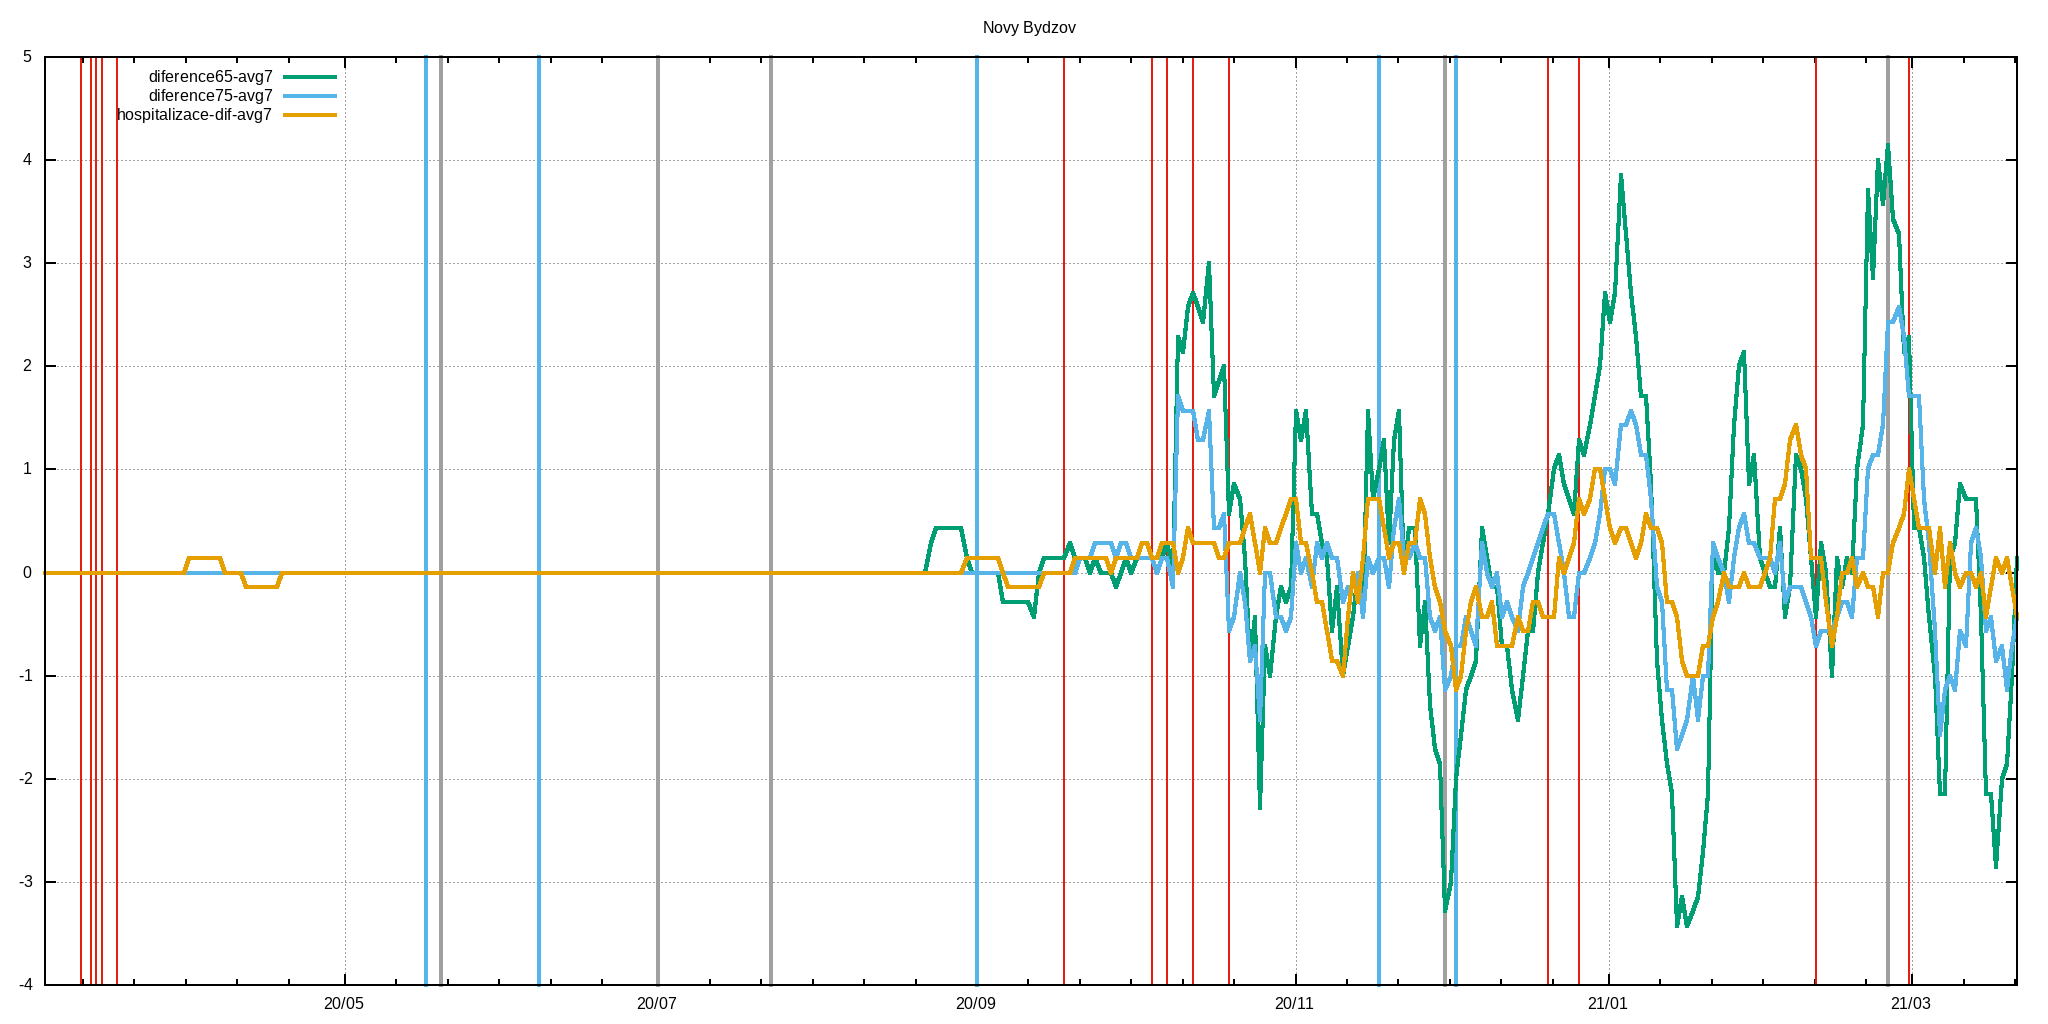 Novy Bydzov
diference65-avg7
diference75-avg7
hospitalizace-dif-avg7
5
4
3
2
1
0
-1
-2
-3
-4
20/05 20/07 20/09 20/11 21/01 21/03